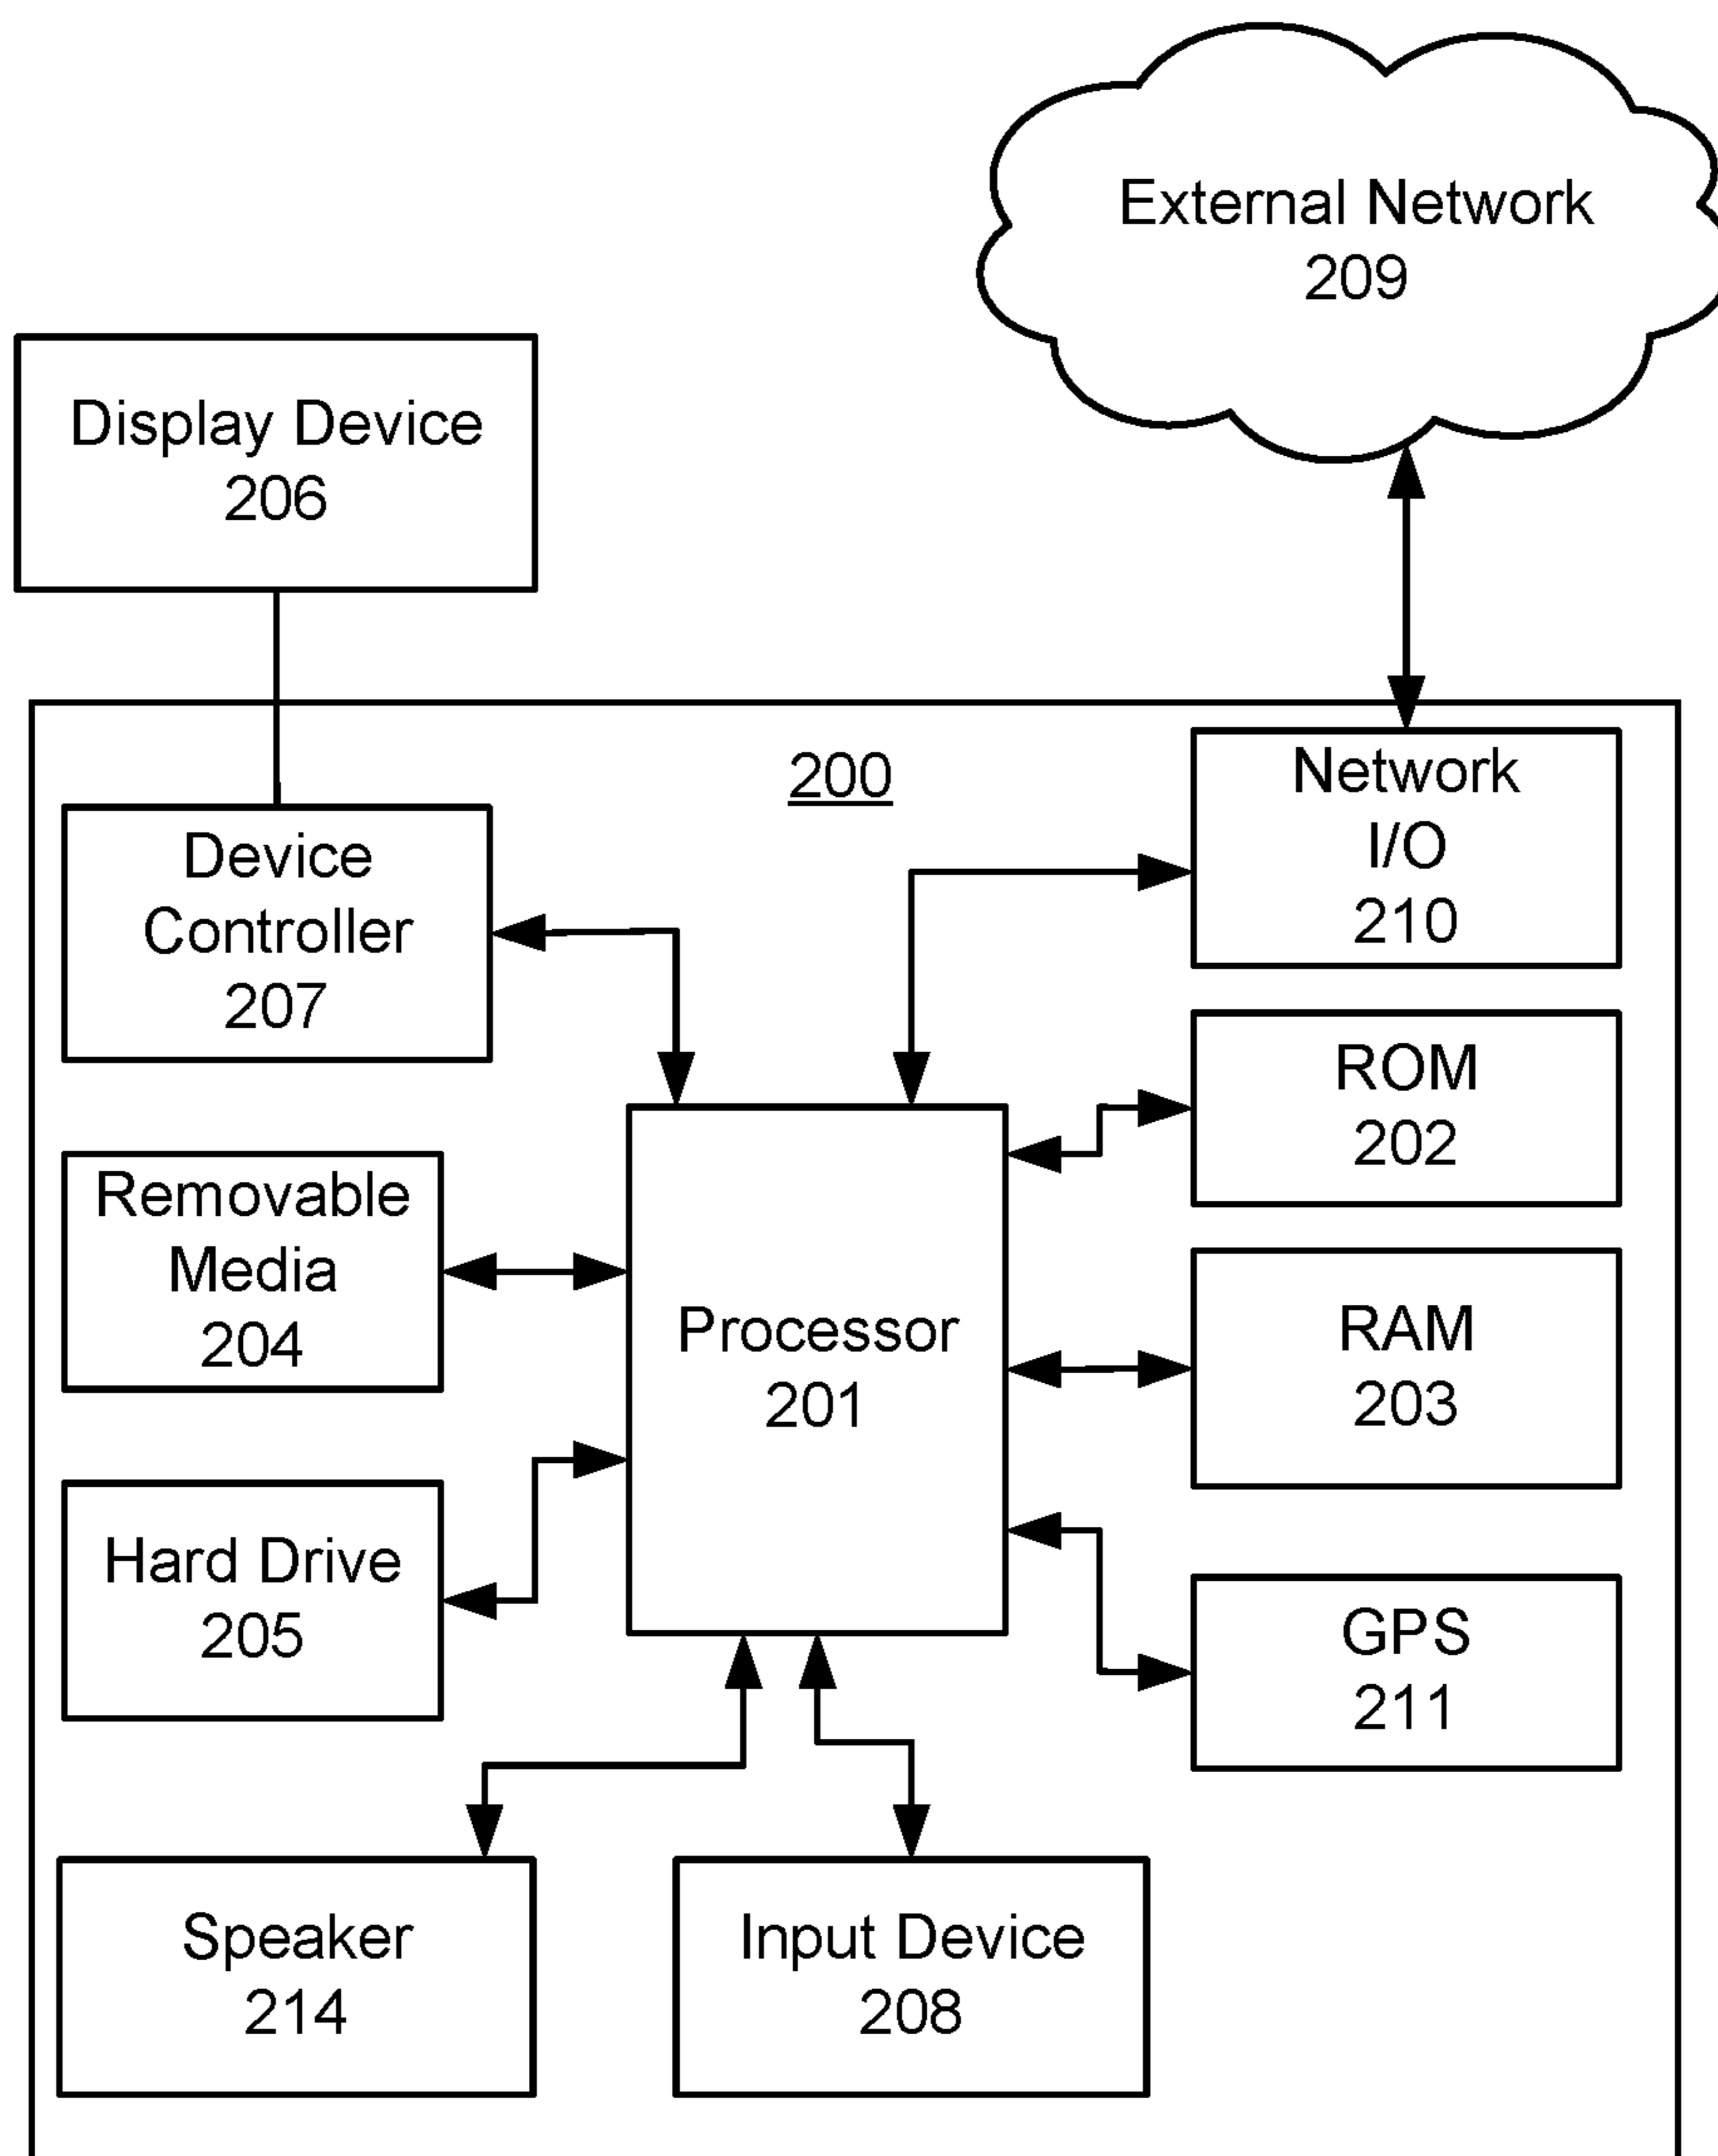 External Network
209
Display Device
206
200
Network
I/O
210
Device
Controller
207
ROM
202
Removable
Media
204
Processor
201
RAM
203
Hard Drive
205
GPS
211
Speaker
214
Input Device
208